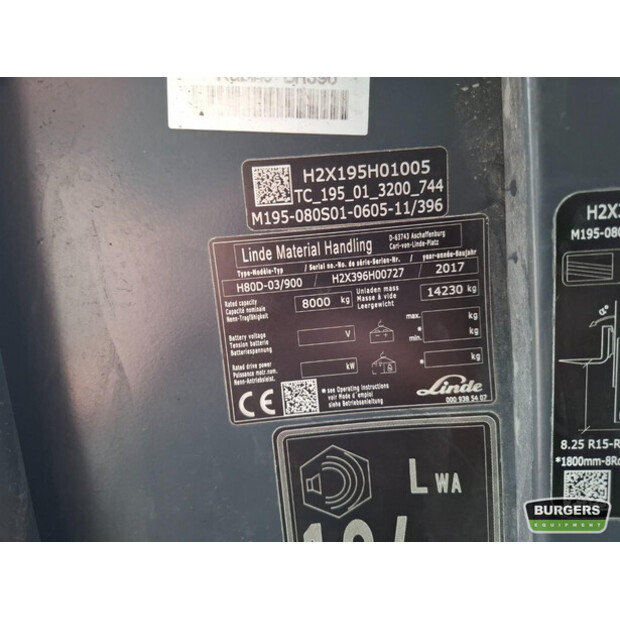 H2X195H01005
TC_195_01_3200_744
M195-080S01-0605-11/396
Linde Material Handling
D-63743 Aschaffenburg
Carl-von-Linde-Platz
Type-Modèle-Typ / Serial no.-No. de série-Serien-Nr. / year-année-Baujahr
H80D-03/900 / H2X396H00727 / 2017
Rated capacity
Capacité nominale
Nenn-Tragfähigkeit
8000 kg
Unladen mass
Masse à vide
Leergewicht
14230 kg
Battery voltage
Tension batterie
Batteriespannung
V
max. kg
* min. kg
Rated drive power
Puissance motr.nom.
Nenn-Antriebsleist.
kW
* kg
CE
* see Operating instructions
voir Mode d'emploi
siehe Betriebsanleitung
Linde
000 938 54 07
LWA
H2X
M195-080
8.25 R15-R
*1800mm-8R
BURGERS
EQUIPMENT